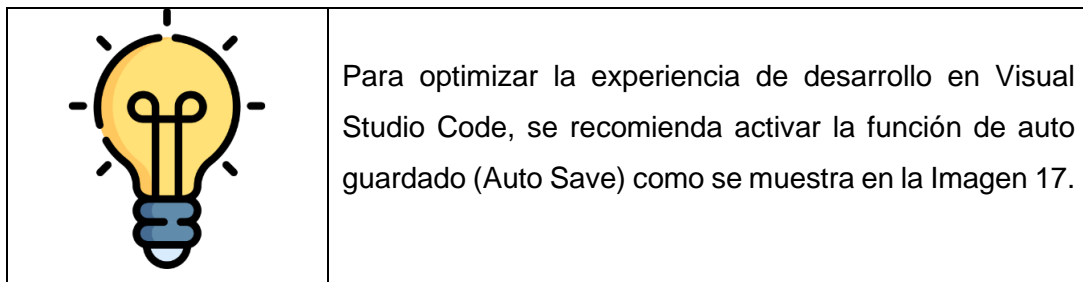 Para optimizar la experiencia de desarrollo en Visual
Studio Code, se recomienda activar la función de auto
guardado (Auto Save) como se muestra en la Imagen 17.